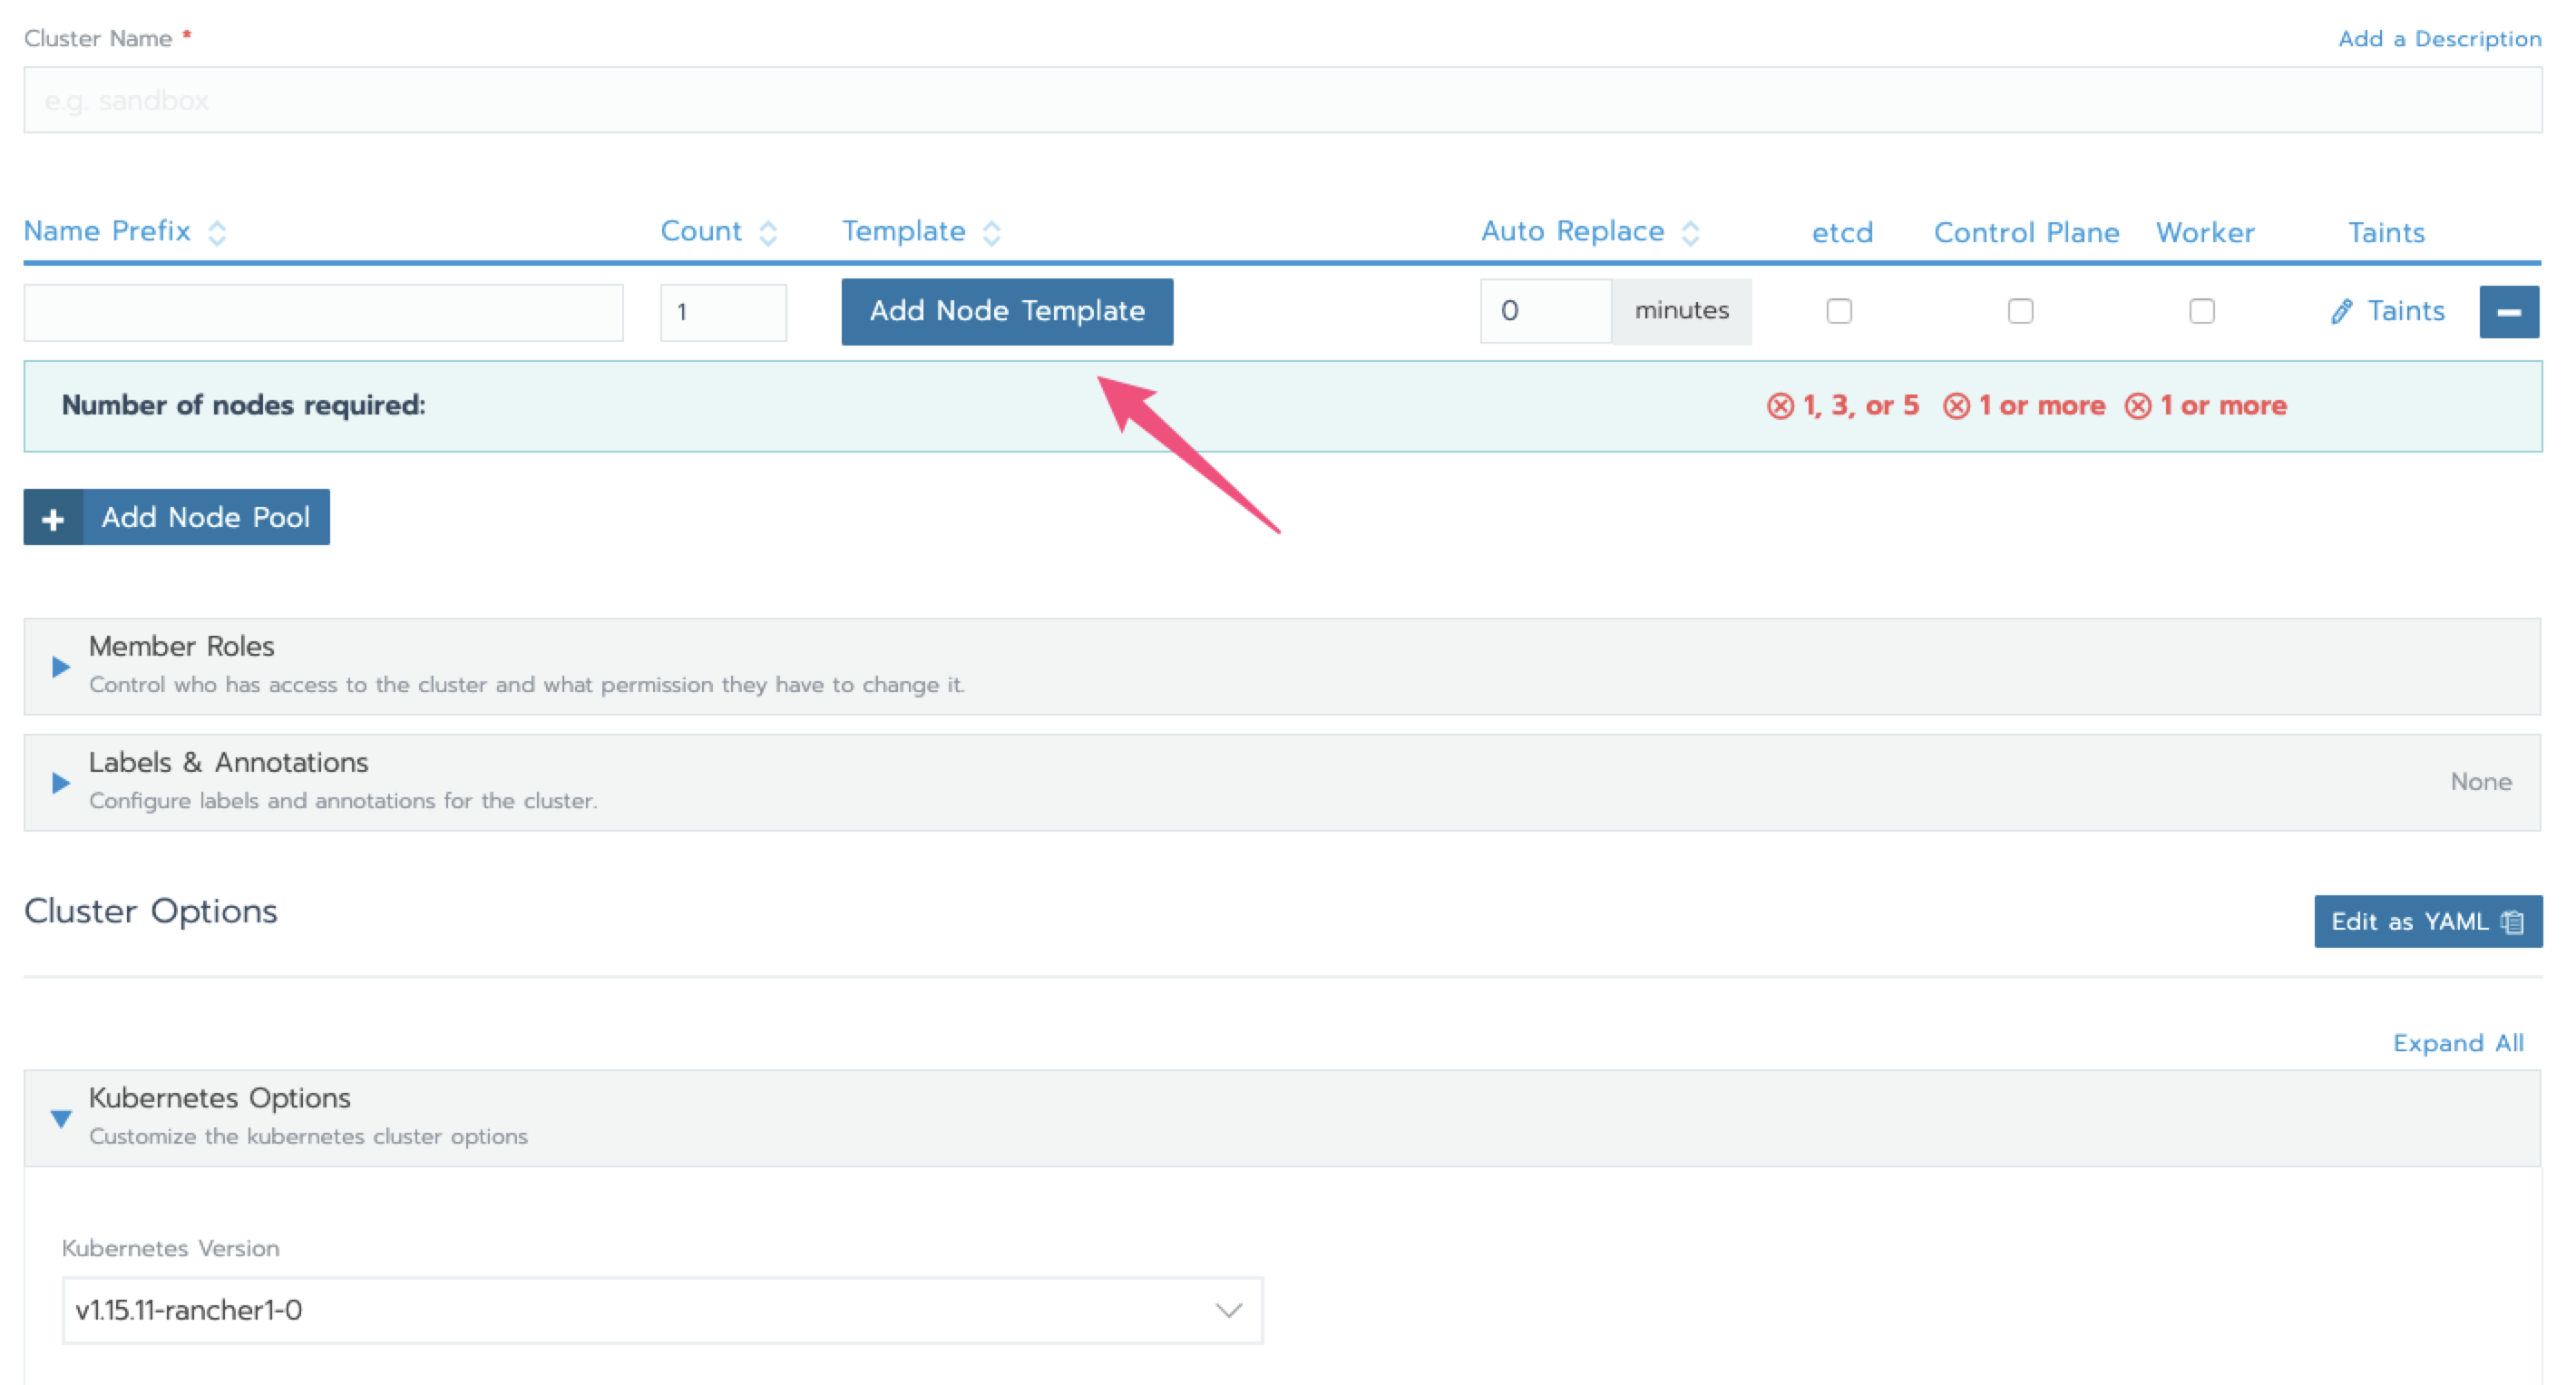 Cluster Name *
Add a Description
e.g. sandbox
Name Prefix Count Template Auto Replace etcd Control Plane Worker Taints
1 Add Node Template 0 minutes Taints
Number of nodes required: 1, 3, or 5 1 or more 1 or more
+ Add Node Pool
Member Roles
Control who has access to the cluster and what permission they have to change it.
Labels & Annotations
Configure labels and annotations for the cluster.
None
Cluster Options
Edit as YAML
Expand All
Kubernetes Options
Customize the kubernetes cluster options
Kubernetes Version
v1.15.11-rancher1-0